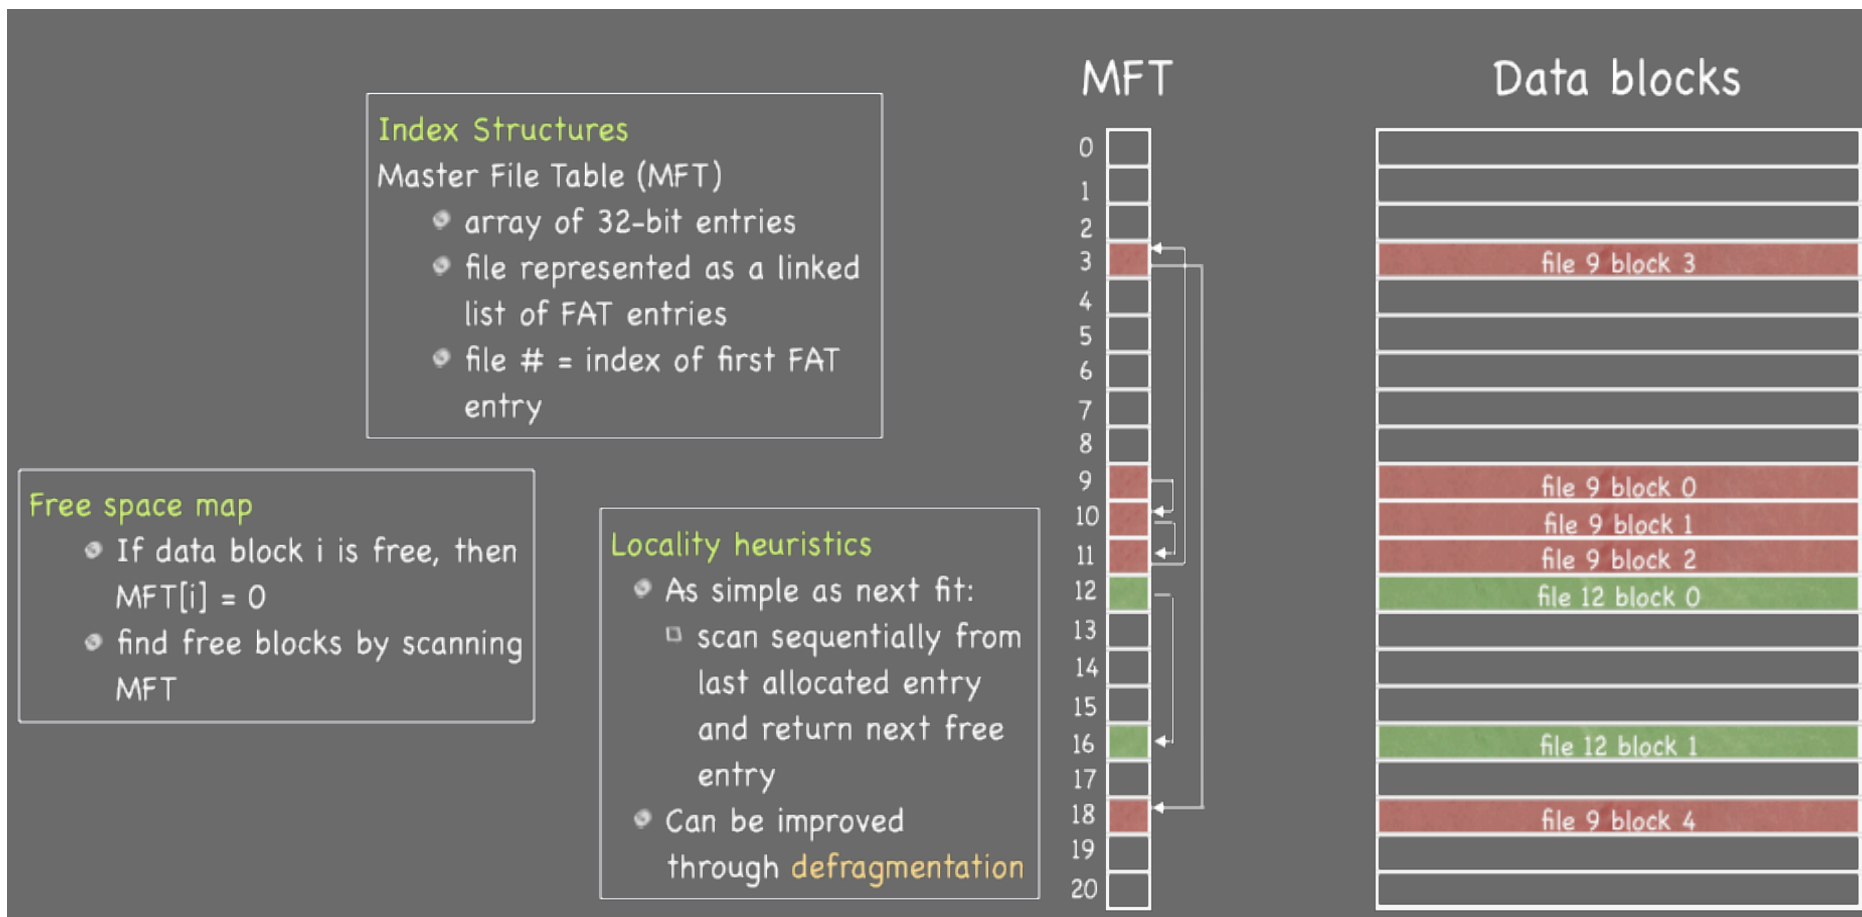 MFT
Data blocks
Index Structures
Master File Table (MFT)
array of 32-bit entries
file represented as a linked
list of FAT entries
file # = index of first FAT
entry
Free space map
If data block i is free, then
MFT[i] = 0
find free blocks by scanning
MFT
Locality heuristics
As simple as next fit:
scan sequentially from
last allocated entry
and return next free
entry
Can be improved
through defragmentation
0
1
2
3
4
5
6
7
8
9
10
11
12
13
14
15
16
17
18
19
20
file 9 block 3
file 9 block 0
file 9 block 1
file 9 block 2
file 12 block 0
file 12 block 1
file 9 block 4